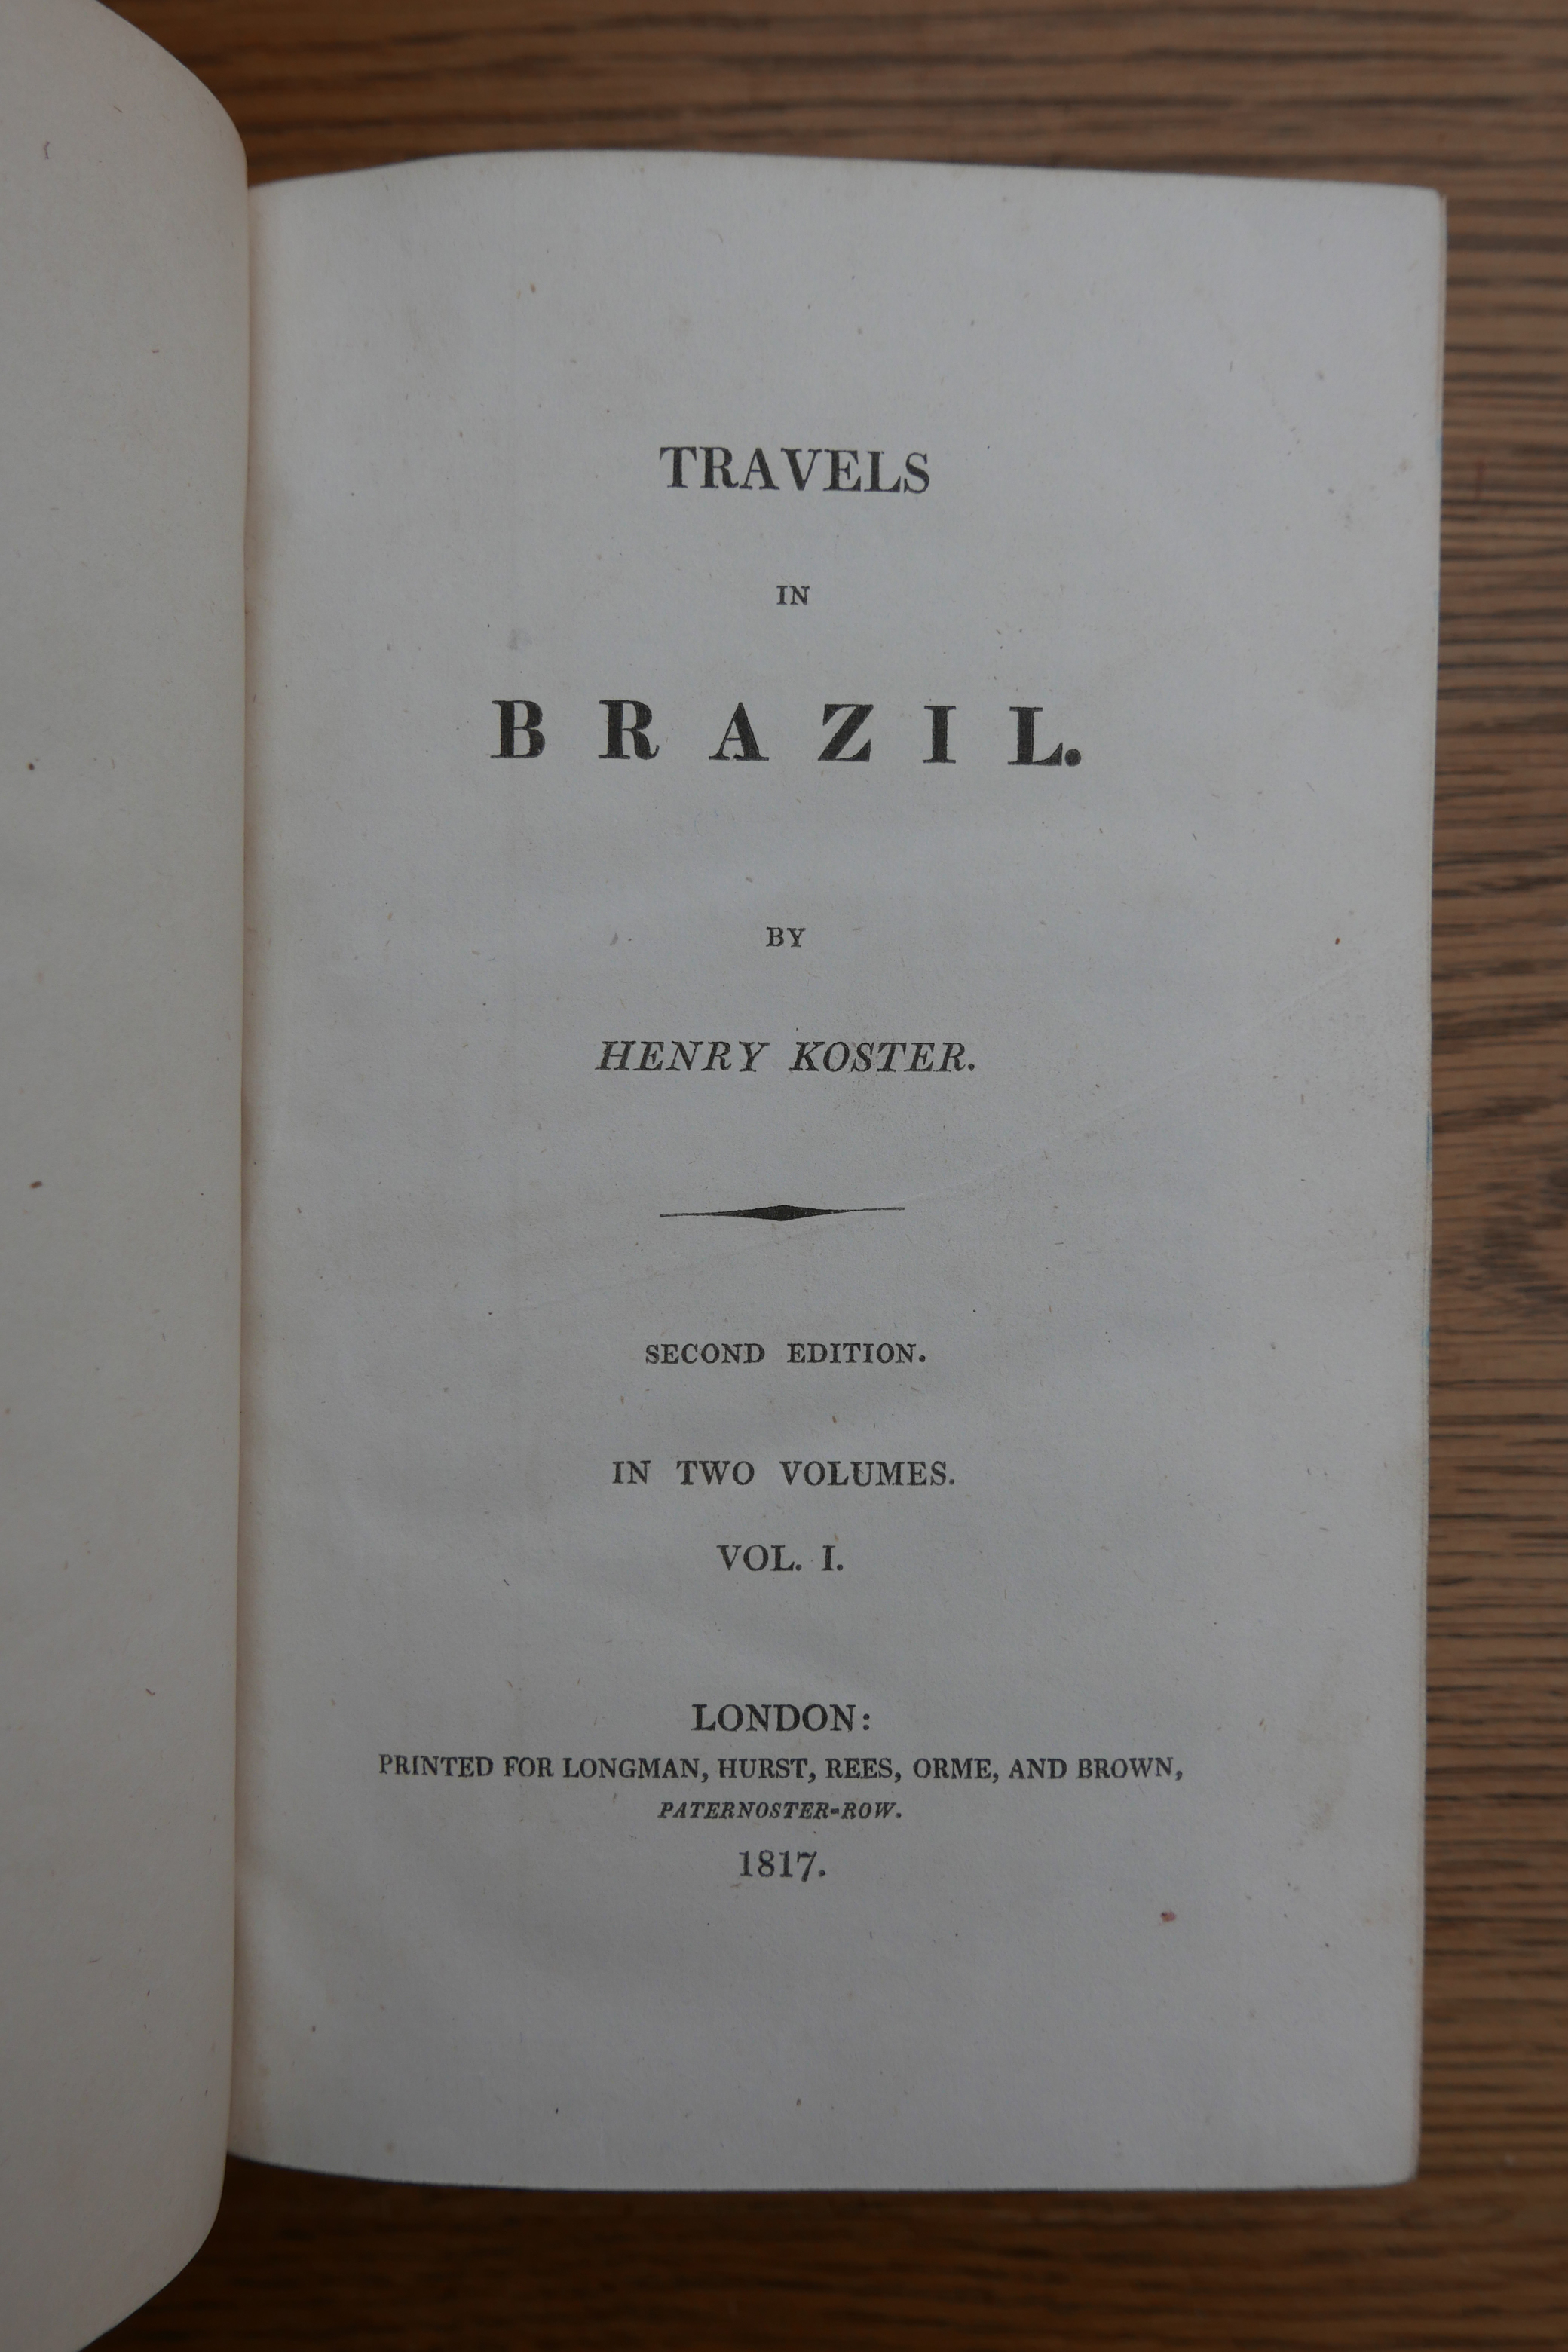 TRAVELS
IN
BRAZIL.
BY
HENRY KOSTER.
SECOND EDITION.
IN TWO VOLUMES.
VOL. I.
LONDON:
PRINTED FOR LONGMAN, HURST, REES, ORME, AND BROWN,
PATERNOSTER-ROW.
1817.